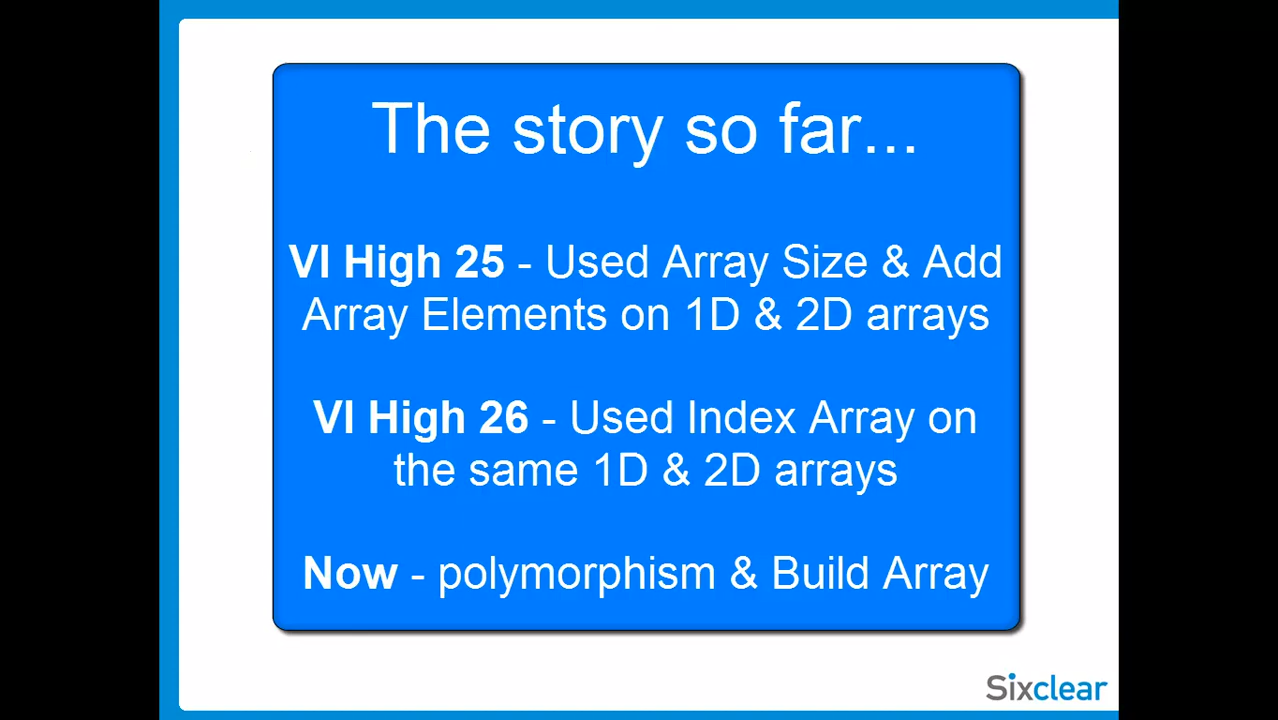 The story so far...
VI High 25 - Used Array Size & Add
Array Elements on 1D & 2D arrays
VI High 26 - Used Index Array on
the same 1D & 2D arrays
Now - polymorphism & Build Array
Sixclear